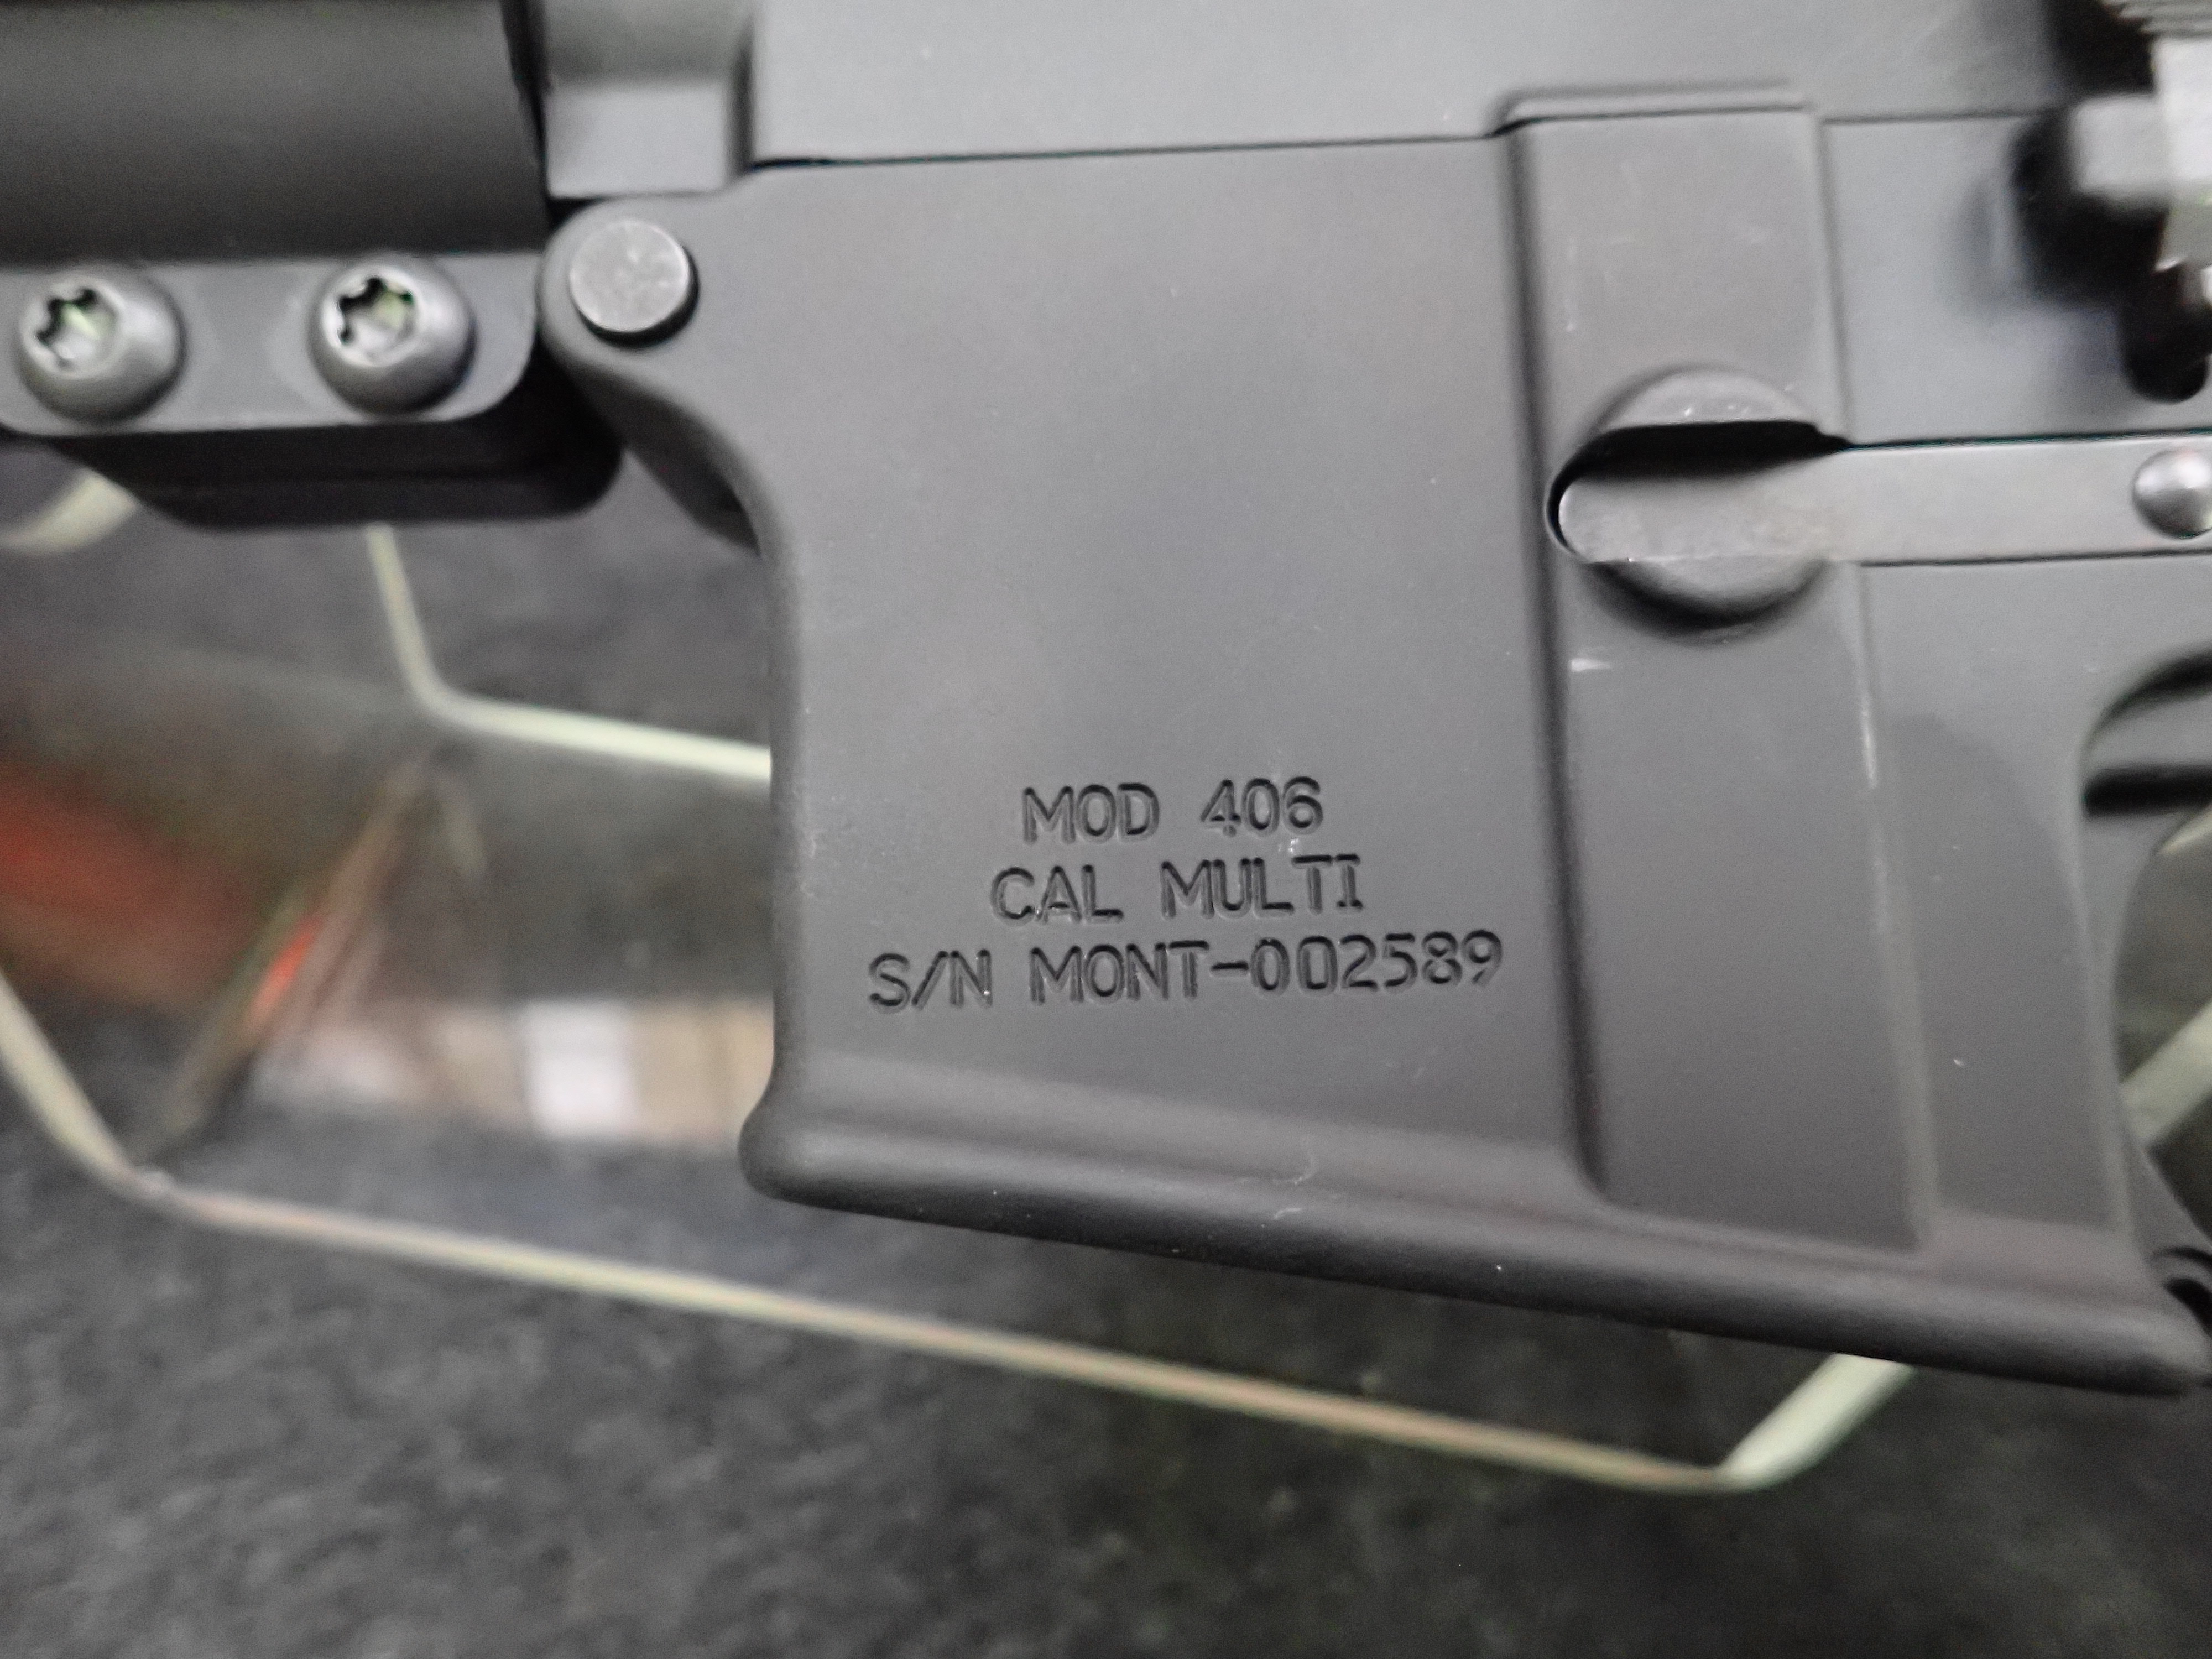 MOD 406
CAL MULTI
S/N MONT-002589